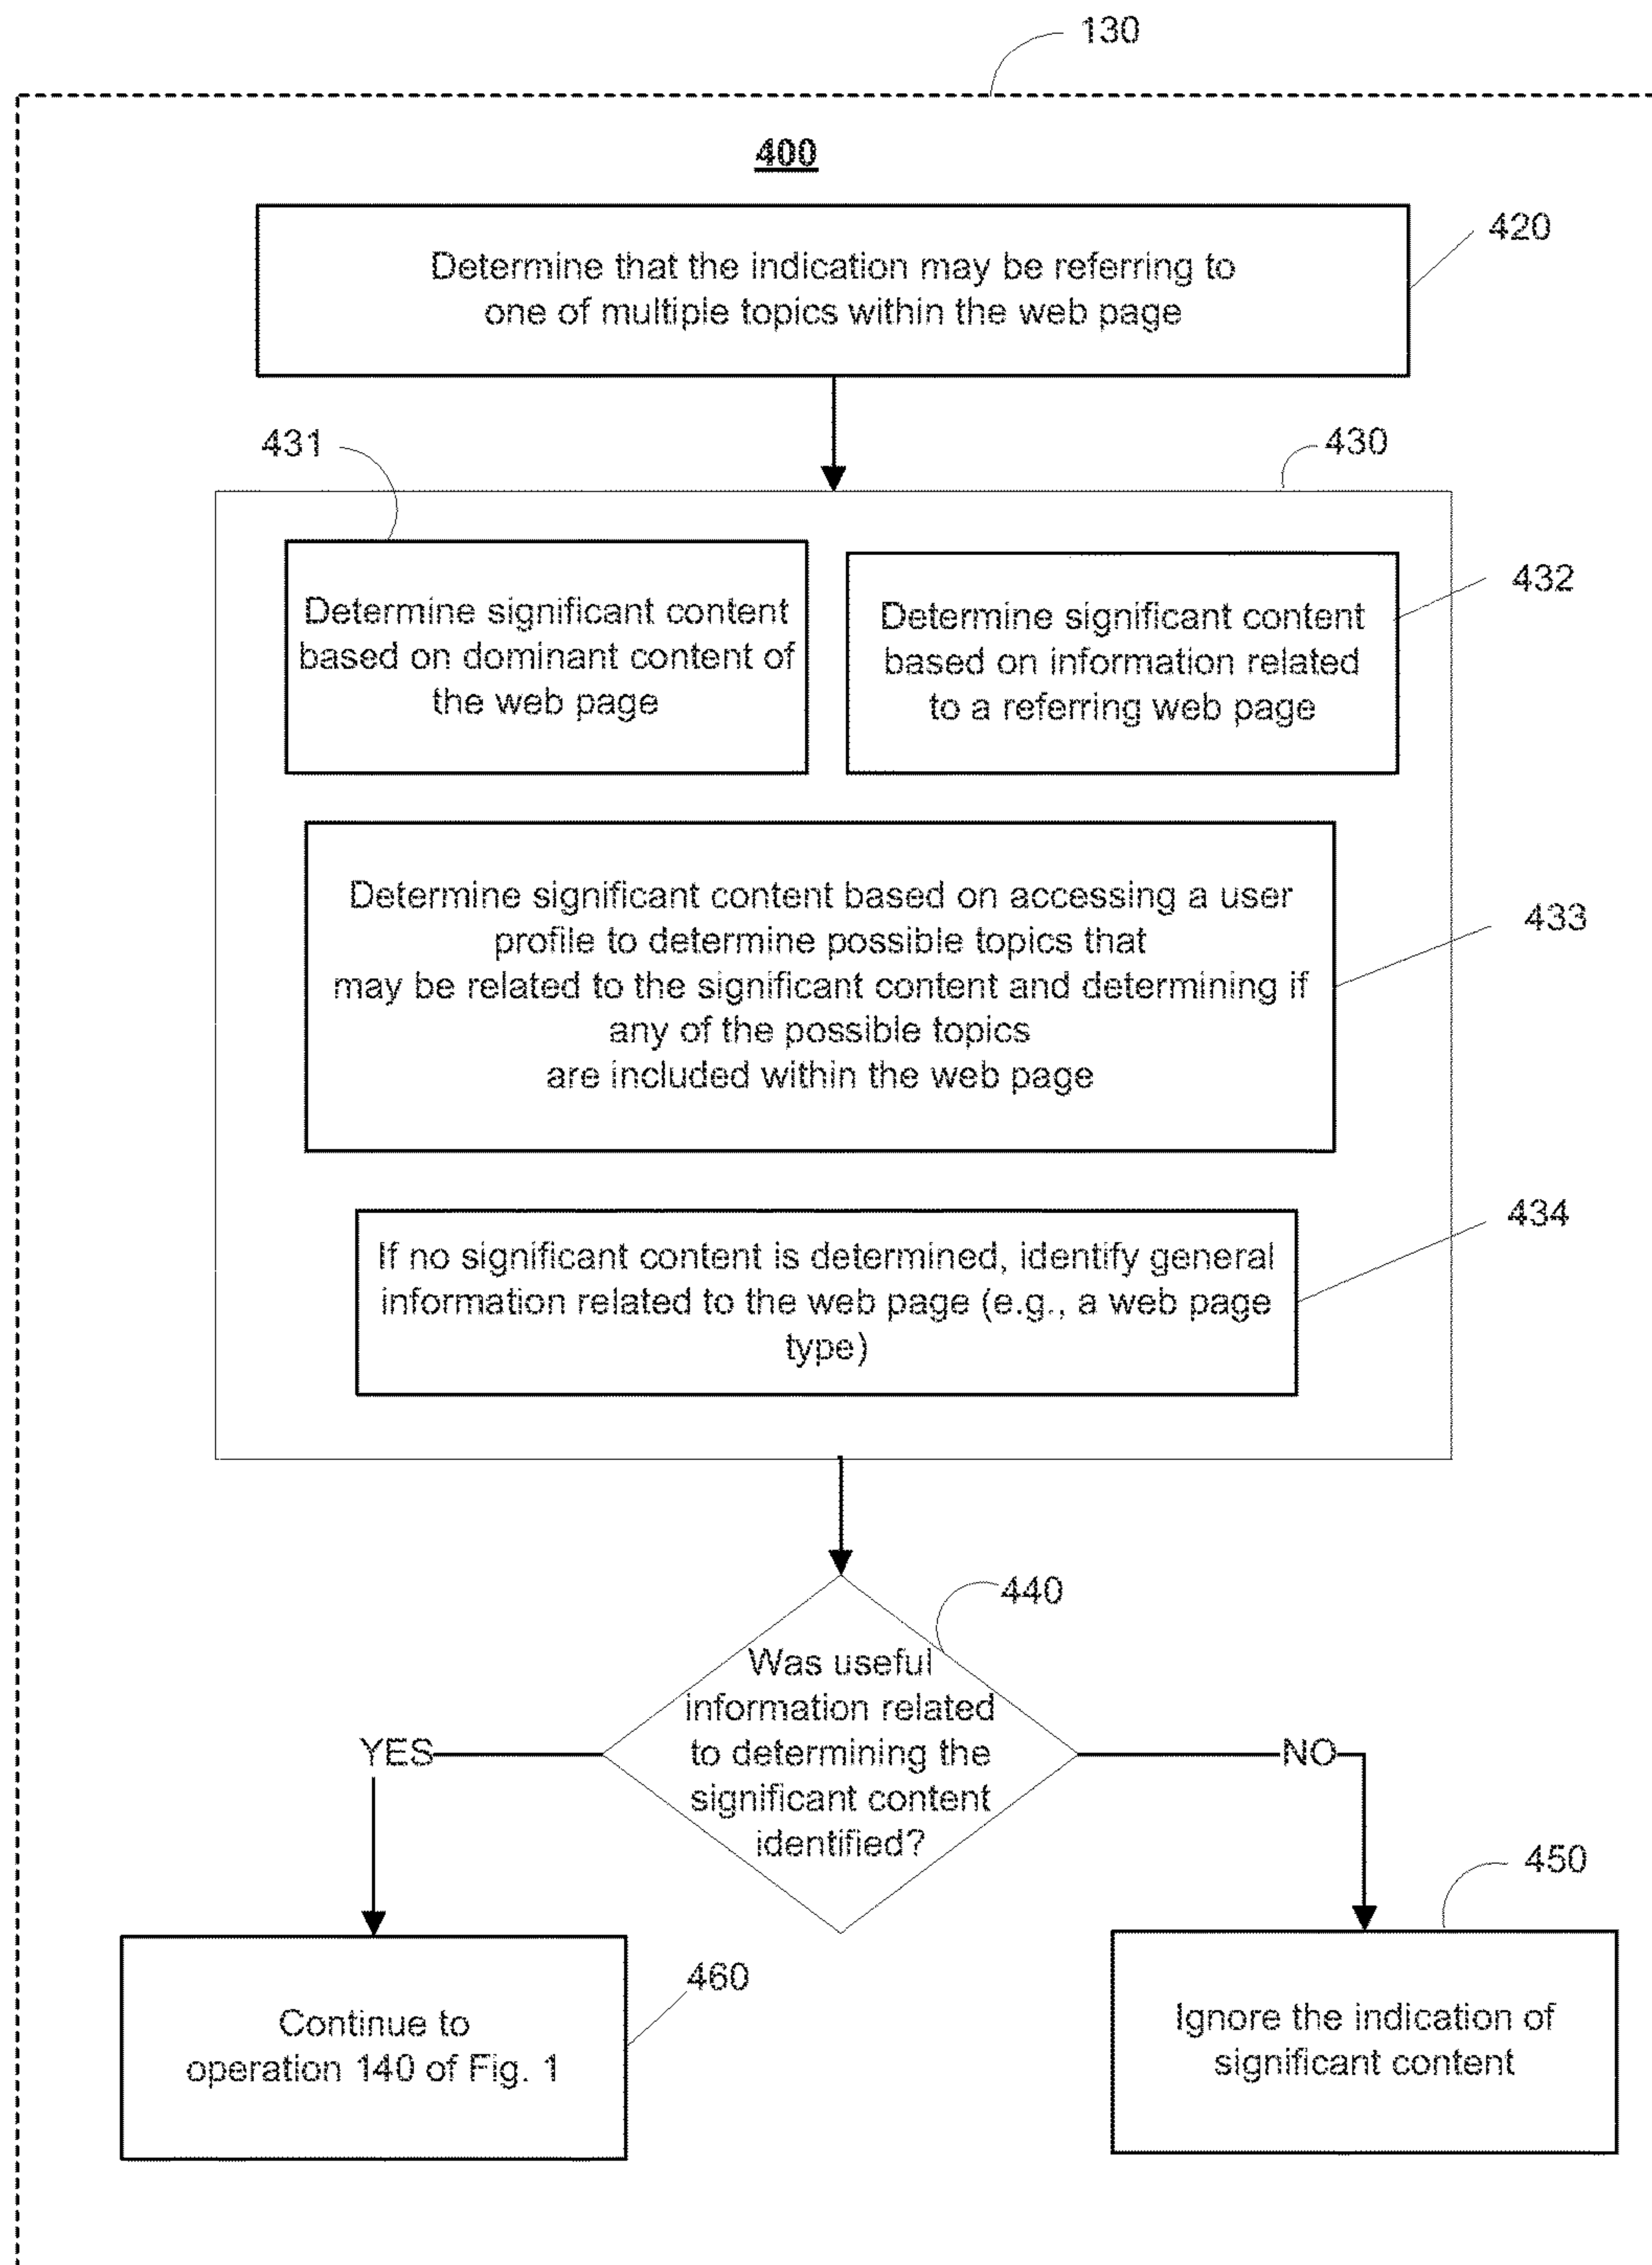 130
400
Determine that the indication may be referring to
one of multiple topics within the web page
420
431
430
Determine significant content
based on dominant content of
the web page
Determine significant content
based on information related
to a referring web page
432
Determine significant content based on accessing a user
profile to determine possible topics that
may be related to the significant content and determining if
any of the possible topics
are included within the web page
433
If no significant content is determined, identify general
information related to the web page (e.g., a web page
type)
434
440
Was useful
information related
to determining the
significant content
identified?
YES
NO
450
460
Continue to
operation 140 of Fig. 1
Ignore the indication of
significant content